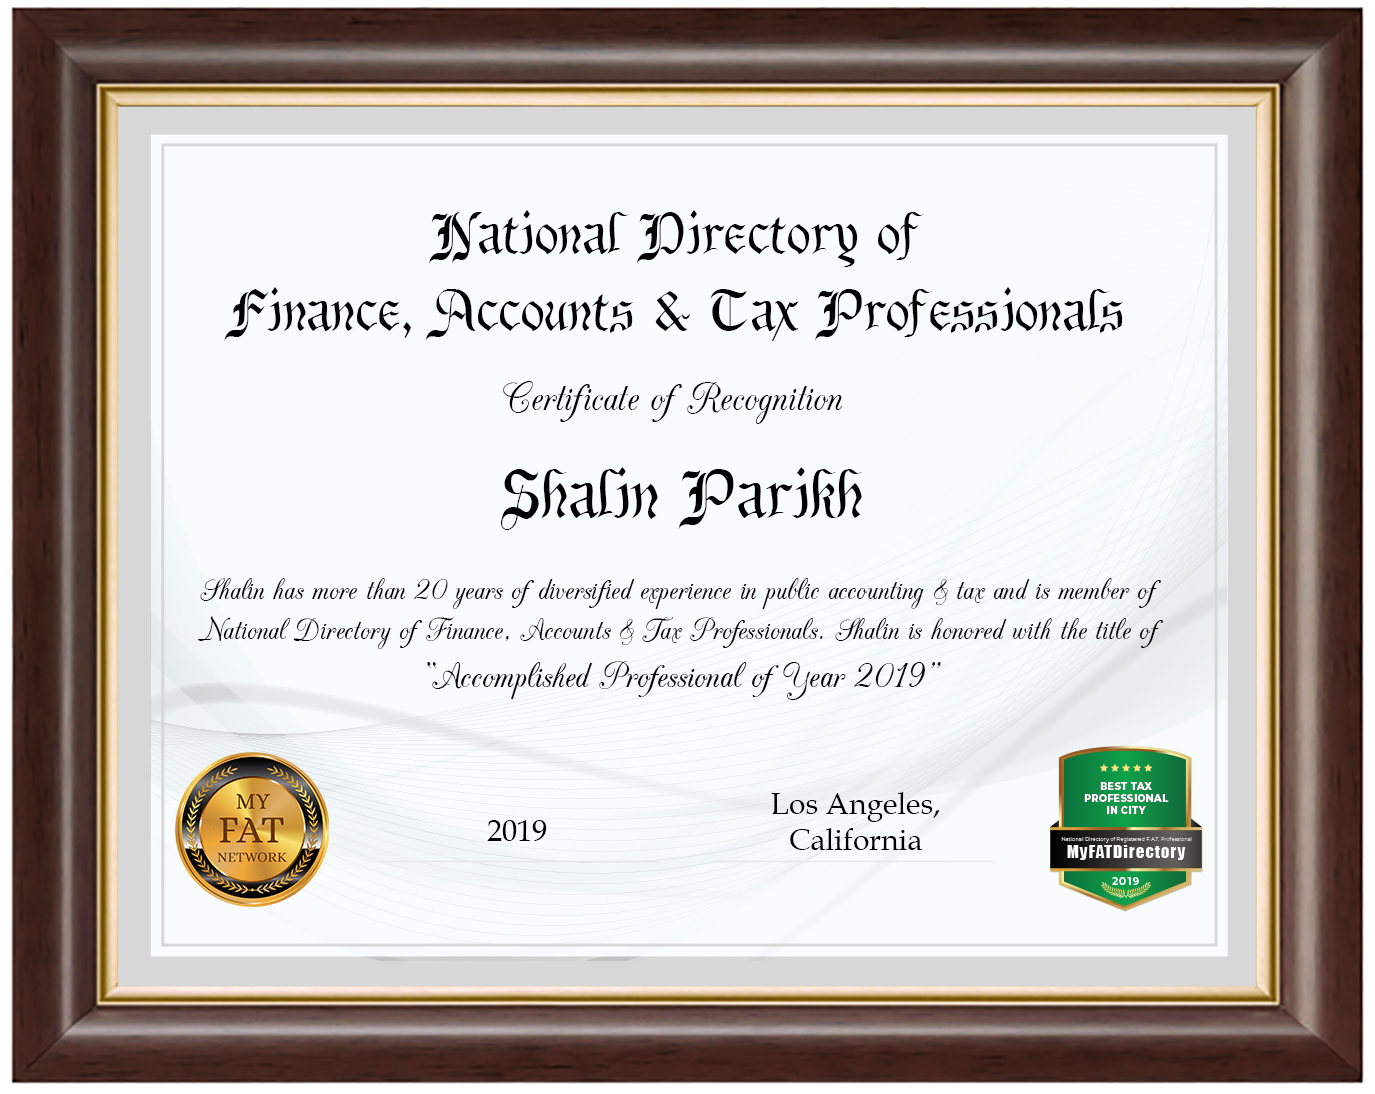 National Directory of
Finance, Accounts & Tax Professionals
Certificate of Recognition
Shalin Parikh
Shalin has more than 20 years of diversified experience in public accounting & tax and is member of
National Directory of Finance, Accounts & Tax Professionals. Shalin is honored with the title of
"Accomplished Professional of Year 2019"
MY
FAT
NETWORK
2019
Los Angeles,
California
BEST TAX
PROFESSIONAL
IN CITY
National Directory of Registered F.A.T. Professional
MyFATDirectory
2019